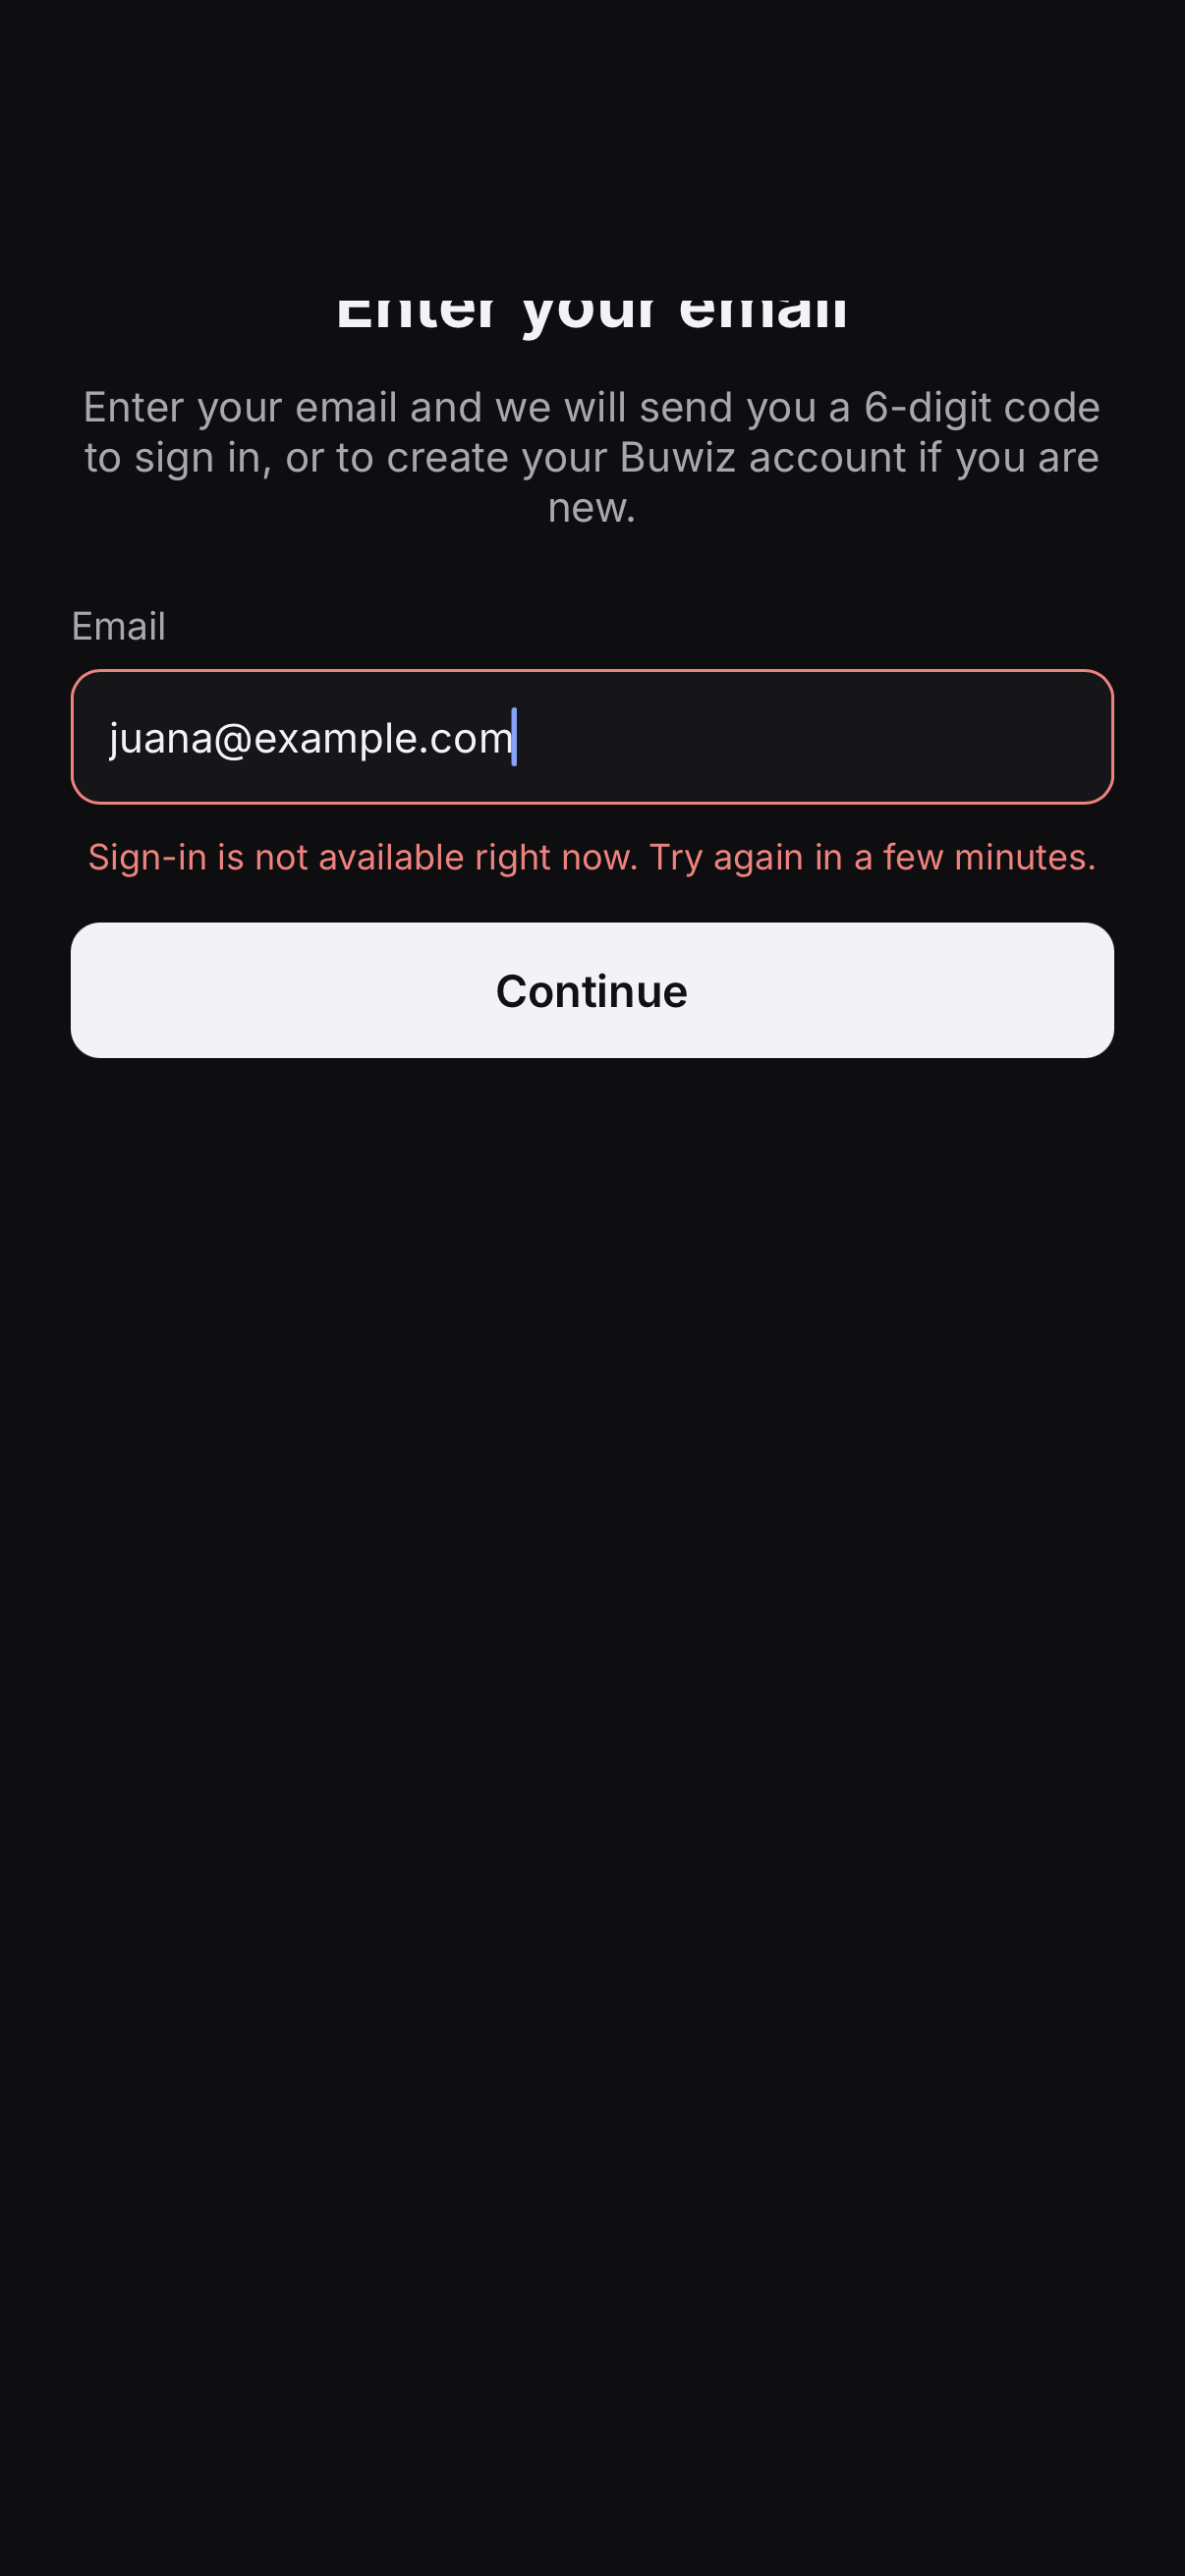 Enter your email
Enter your email and we will send you a 6-digit code
to sign in, or to create your Buwiz account if you are
new.
Email
juana@example.com
Sign-in is not available right now. Try again in a few minutes.
Continue